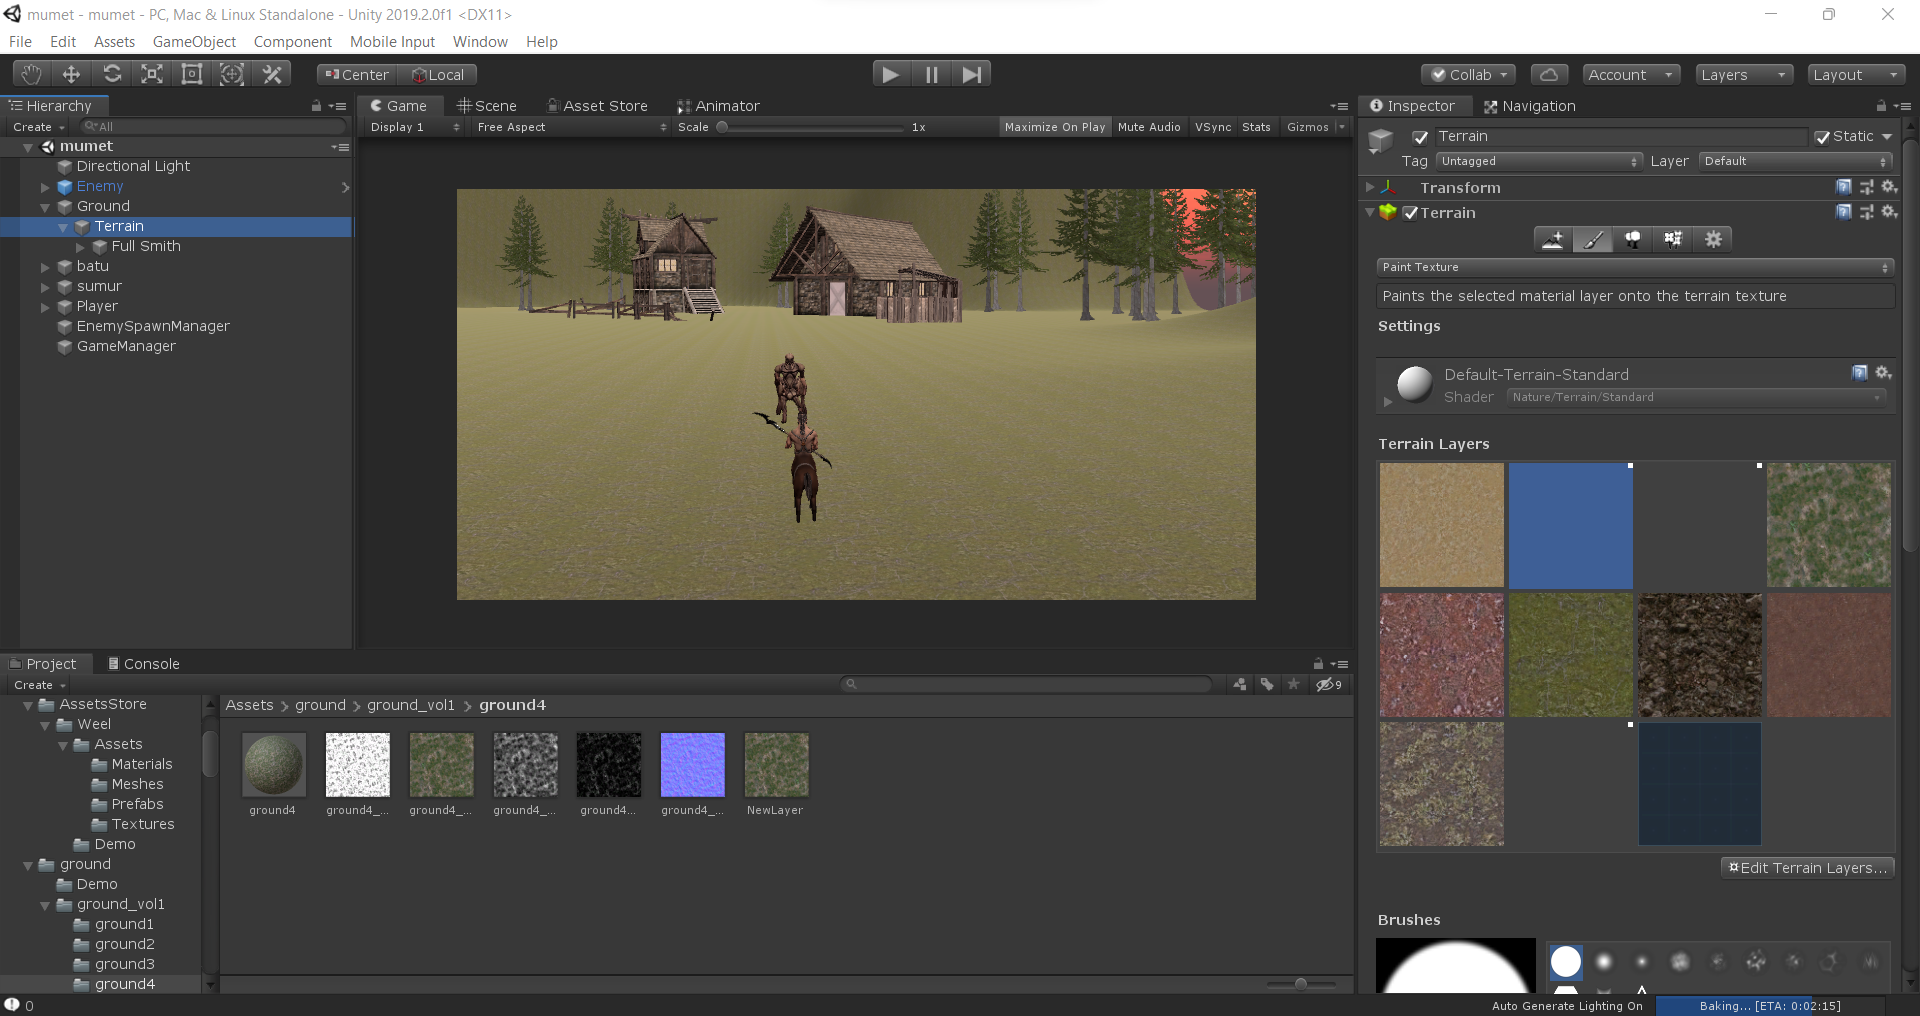 mumet - mumet - PC, Mac & Linux Standalone - Unity 2019.2.0f1 <DX11>
File Edit Assets GameObject Component Mobile Input Window Help
Center Local Collab Account Layers Layout
Hierarchy
Create All
mumet
Directional Light
Enemy
Ground
Terrain
Full Smith
batu
sumur
Player
EnemySpawnManager
GameManager
Game Scene Asset Store Animator
Display 1 Free Aspect Scale 1x Maximize On Play Mute Audio VSync Stats Gizmos
Inspector Navigation
Terrain Static
Tag Untagged Layer Default
Transform
Terrain
Paint Texture
Paints the selected material layer onto the terrain texture
Settings
Default-Terrain-Standard
Shader Nature/Terrain/Standard
Terrain Layers
Edit Terrain Layers...
Brushes
Project Console
Create
9
AssetsStore
Weel
Assets
Materials
Meshes
Prefabs
Textures
Demo
ground
Demo
ground_vol1
ground1
ground2
ground3
ground4
Assets ground ground_vol1 ground4
ground4 ground4_... ground4_... ground4_... ground4... ground4_... NewLayer
0
Auto Generate Lighting On Baking... [ETA: 0:02:15]